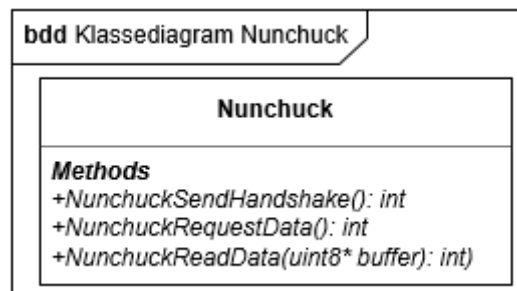 bdd Klassediagram Nunchuck
Nunchuck
Methods
+NunchuckSendHandshake(): int
+NunchuckRequestData(): int
+NunchuckReadData(uint8* buffer): int)